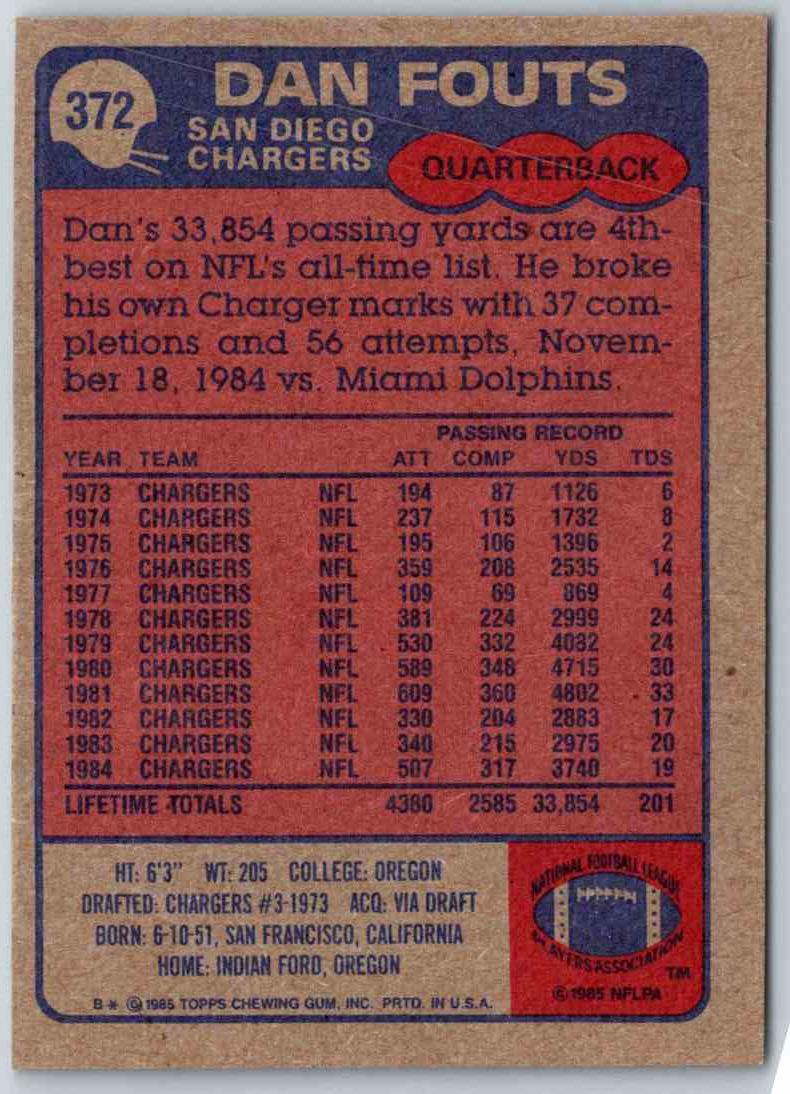 372
DAN FOUTS
SAN DIEGO
CHARGERS
QUARTERBACK
Dan's 33,854 passing yards are 4th-
best on NFL's all-time list. He broke
his own Charger marks with 37 com-
pletions and 56 attempts, Novem-
ber 18, 1984 vs. Miami Dolphins.
PASSING RECORD
YEAR TEAM ATT COMP YDS TDS
1973 CHARGERS NFL 194 87 1126 6
1974 CHARGERS NFL 237 115 1732 8
1975 CHARGERS NFL 195 106 1396 2
1976 CHARGERS NFL 359 208 2535 14
1977 CHARGERS NFL 109 69 869 4
1978 CHARGERS NFL 381 224 2999 24
1979 CHARGERS NFL 530 332 4082 24
1980 CHARGERS NFL 589 348 4715 30
1981 CHARGERS NFL 609 360 4802 33
1982 CHARGERS NFL 330 204 2883 17
1983 CHARGERS NFL 340 215 2975 20
1984 CHARGERS NFL 507 317 3740 19
LIFETIME TOTALS 4380 2585 33,854 201
HT: 6'3" WT: 205 COLLEGE: OREGON
DRAFTED: CHARGERS #3-1973 ACQ: VIA DRAFT
BORN: 6-10-51, SAN FRANCISCO, CALIFORNIA
HOME: INDIAN FORD, OREGON
B* © 1985 TOPPS CHEWING GUM, INC. PRTD. IN U.S.A.
NATIONAL FOOTBALL LEAGUE
PLAYERS ASSOCIATION
TM
© 1985 NFLPA